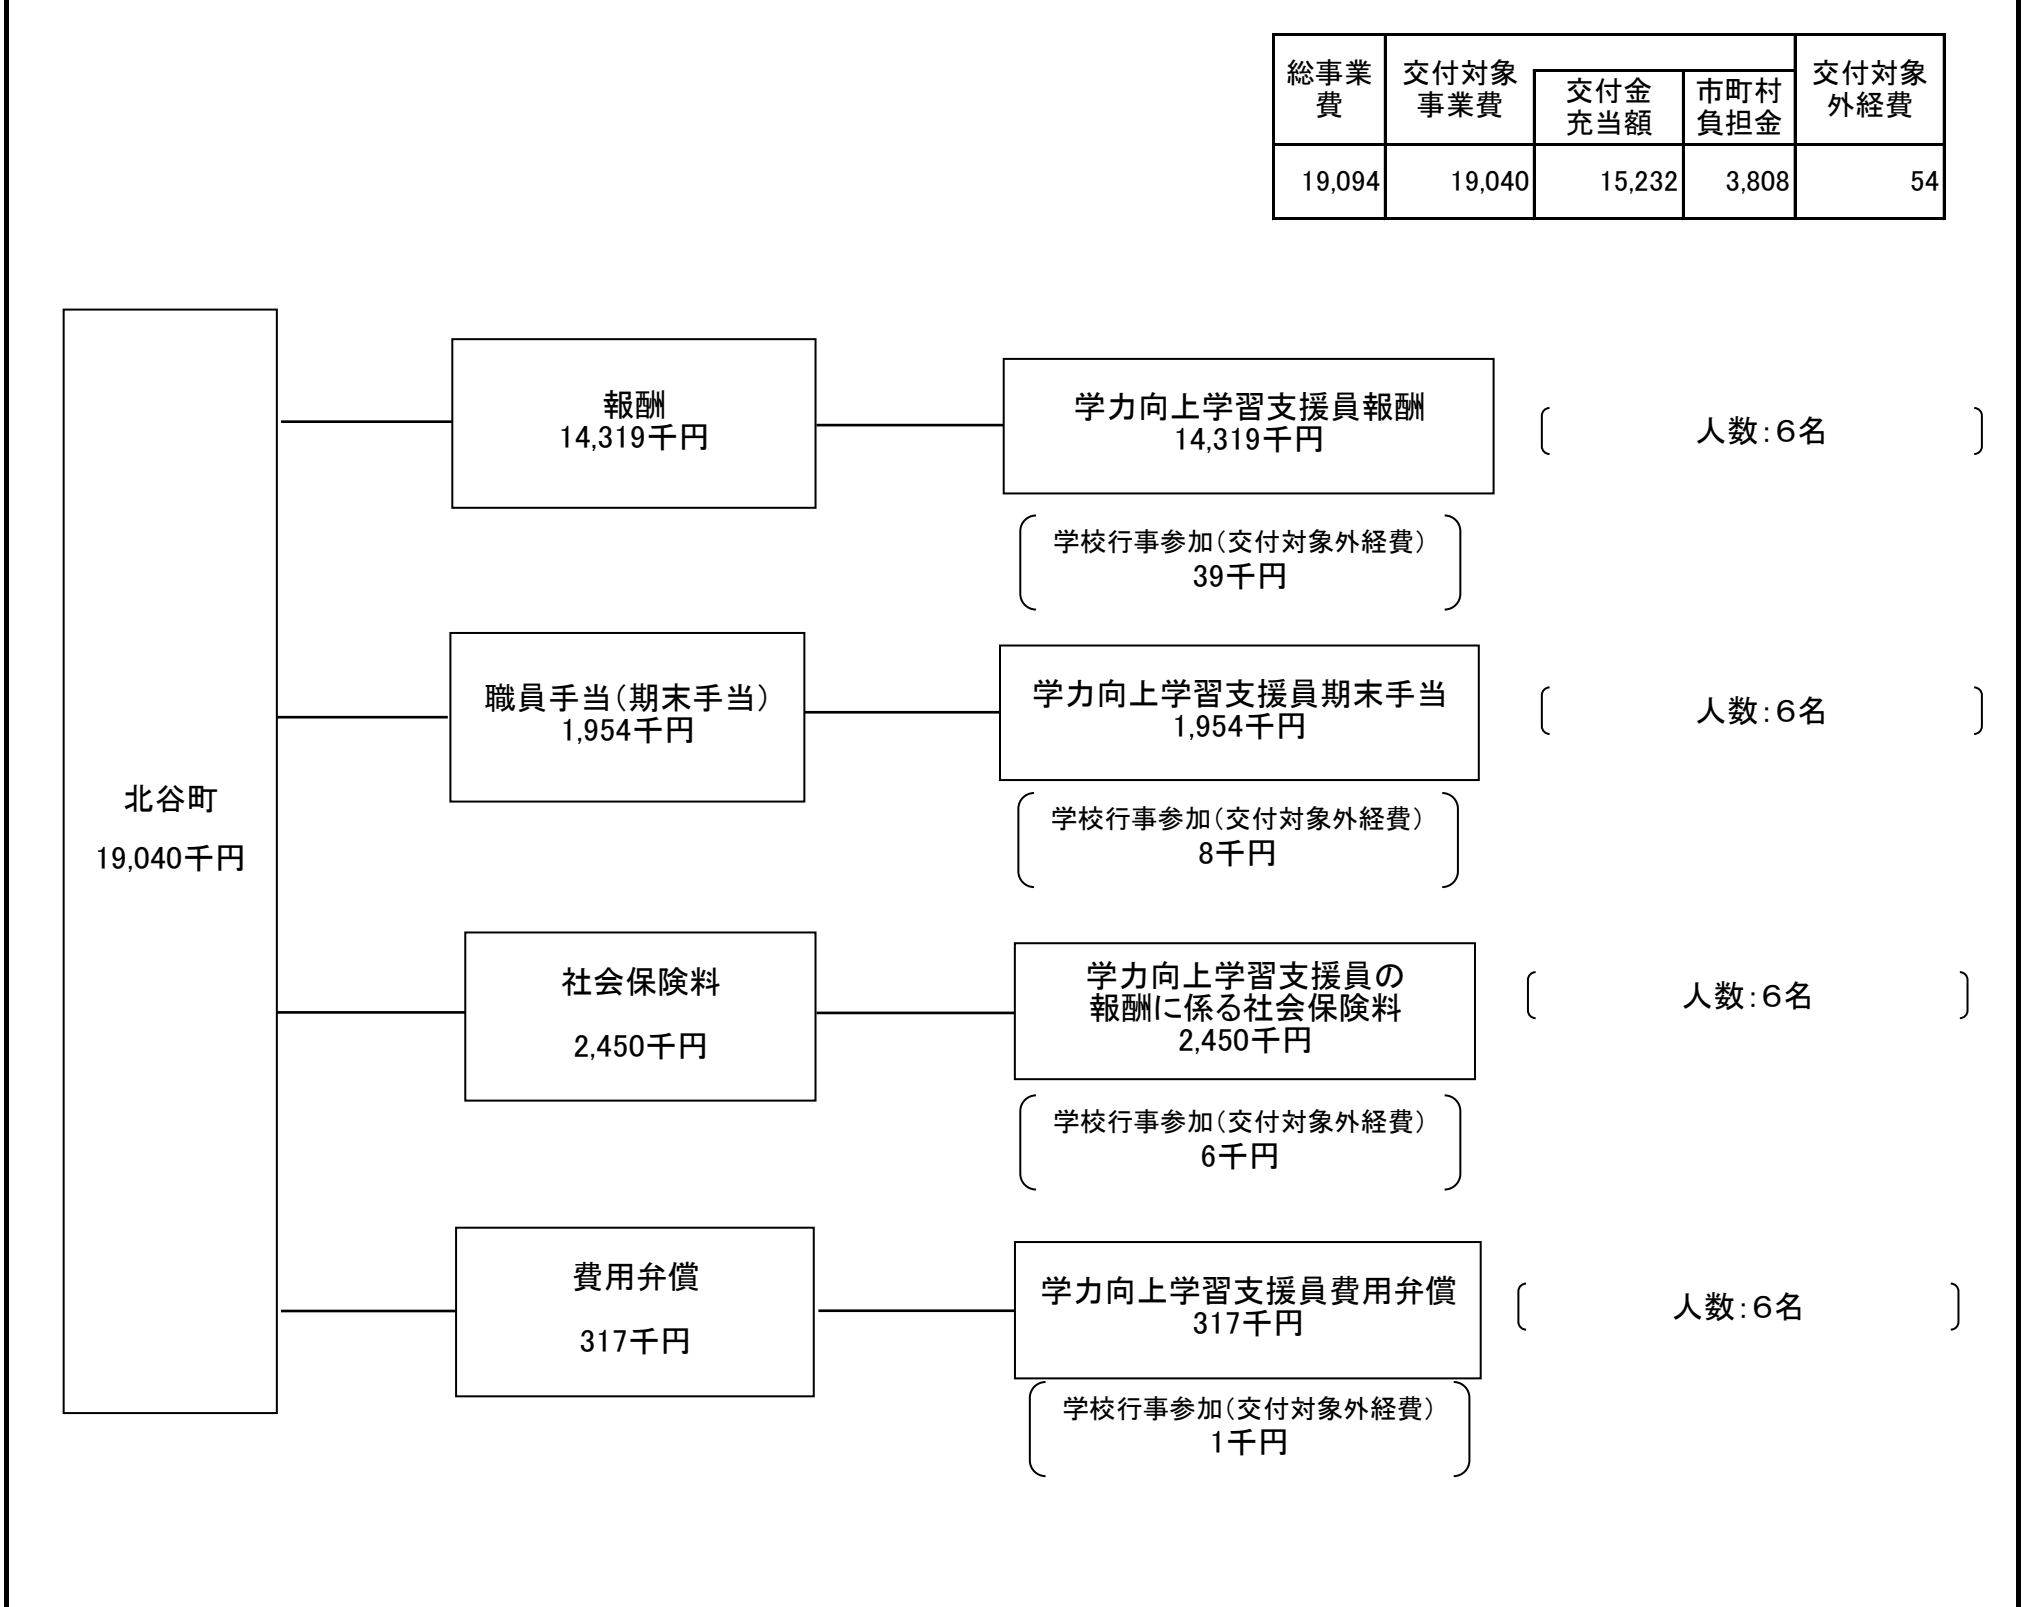 総事業
費
交付対象
事業費
交付金
充当額
市町村
負担金
交付対象
外経費
19,094
19,040
15,232
3,808
54
北谷町
19,040千円
報酬
14,319千円
学力向上学習支援員報酬
14,319千円
人数:6名
学校行事参加(交付対象外経費)
39千円
職員手当(期末手当)
1,954千円
学力向上学習支援員期末手当
1,954千円
人数:6名
学校行事参加(交付対象外経費)
8千円
社会保険料
2,450千円
学力向上学習支援員の
報酬に係る社会保険料
2,450千円
人数:6名
学校行事参加(交付対象外経費)
6千円
費用弁償
317千円
学力向上学習支援員費用弁償
317千円
人数:6名
学校行事参加(交付対象外経費)
1千円